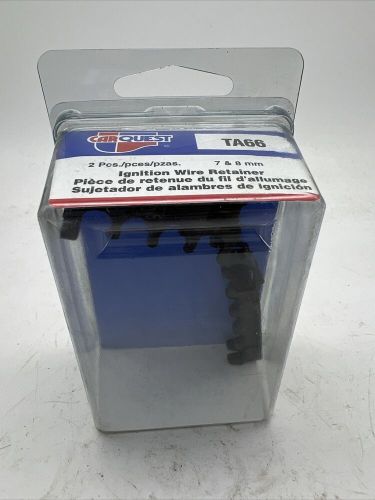 CARQUEST
TA66
2 Pcs./pces/pzas. 7 & 8 mm
Ignition Wire Retainer
Pièce de retenue du fil d'allumage
Sujetador de alambres de ignición